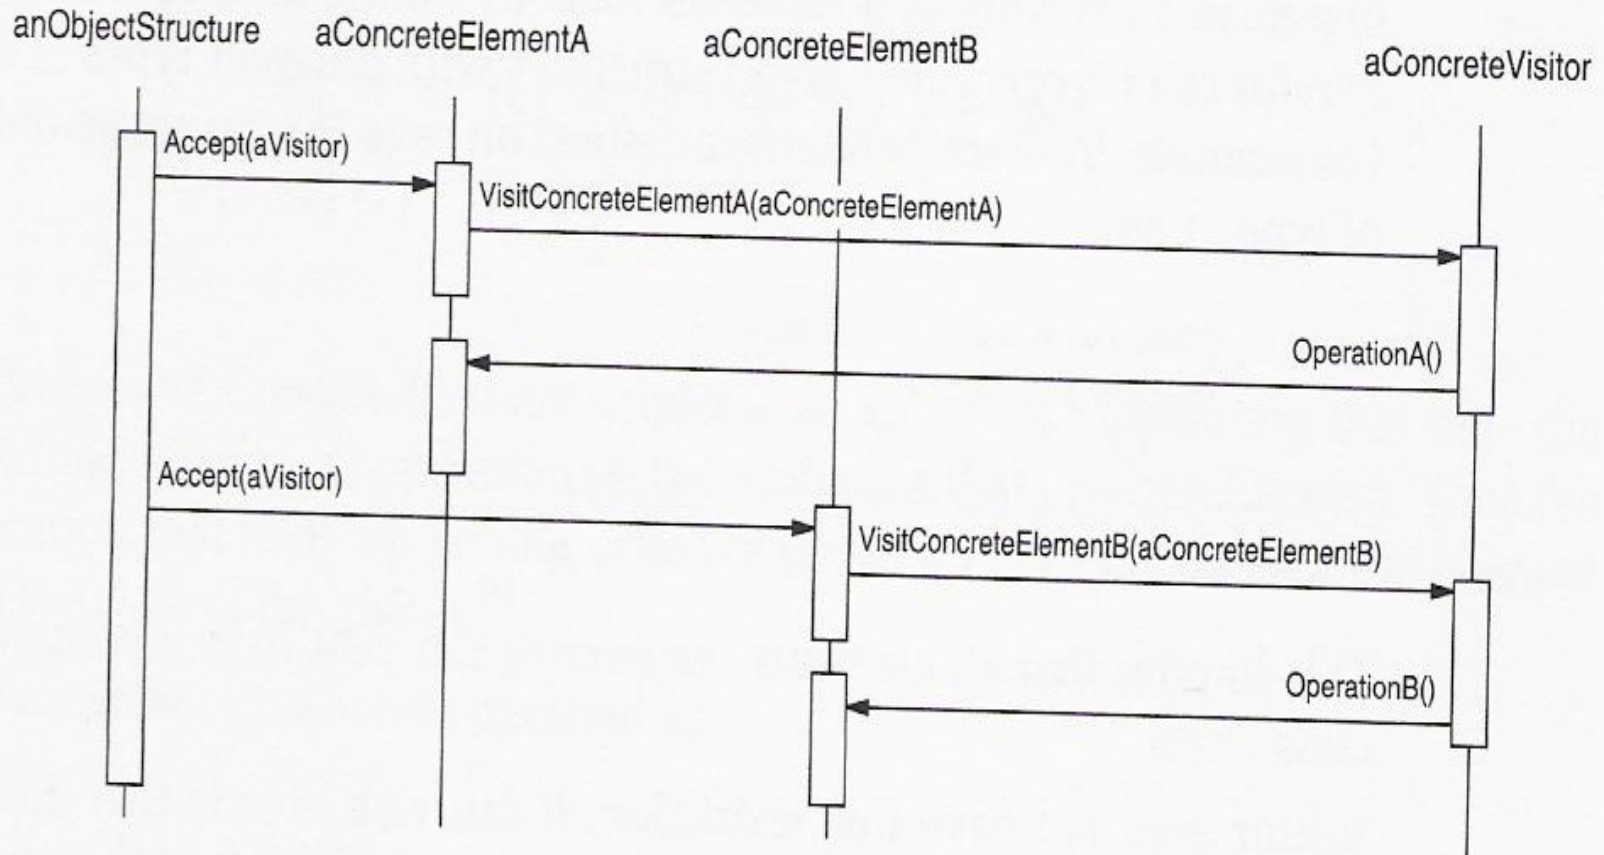 anObjectStructure
aConcreteElementA
aConcreteElementB
aConcreteVisitor
Accept(aVisitor)
VisitConcreteElementA(aConcreteElementA)
OperationA()
Accept(aVisitor)
VisitConcreteElementB(aConcreteElementB)
OperationB()